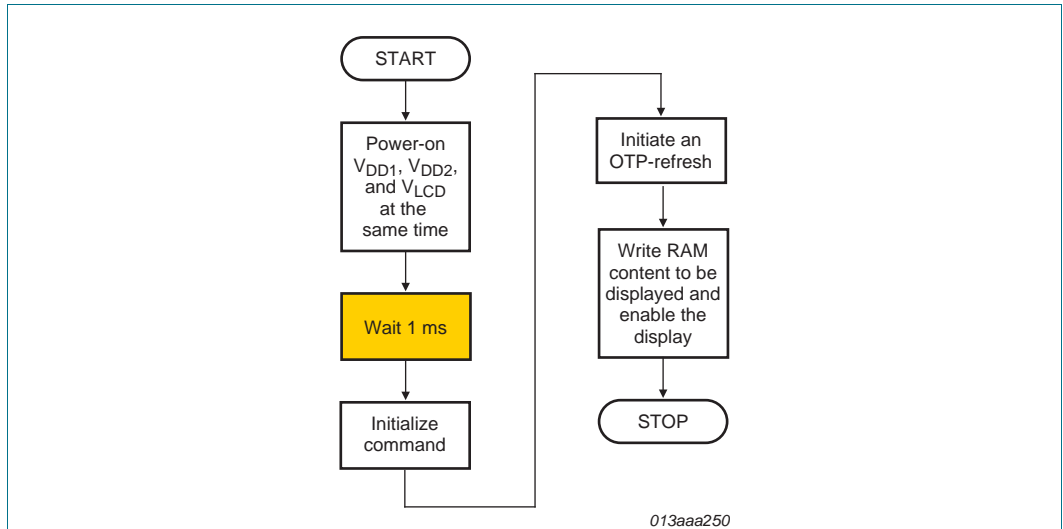 START
Power-on
VDD1, VDD2,
and VLCD
at the
same time
Wait 1 ms
Initialize
command
Initiate an
OTP-refresh
Write RAM
content to be
displayed and
enable the
display
STOP
013aaa250